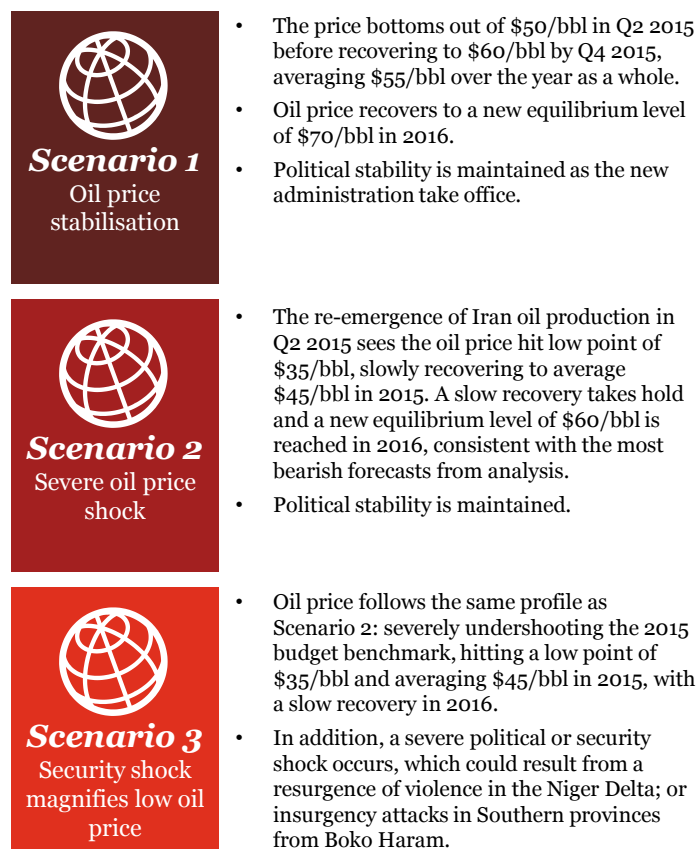 Scenario 1
Oil price
stabilisation
• The price bottoms out of $50/bbl in Q2 2015
before recovering to $60/bbl by Q4 2015,
averaging $55/bbl over the year as a whole.
• Oil price recovers to a new equilibrium level
of $70/bbl in 2016.
• Political stability is maintained as the new
administration take office.
Scenario 2
Severe oil price
shock
• The re-emergence of Iran oil production in
Q2 2015 sees the oil price hit low point of
$35/bbl, slowly recovering to average
$45/bbl in 2015. A slow recovery takes hold
and a new equilibrium level of $60/bbl is
reached in 2016, consistent with the most
bearish forecasts from analysis.
• Political stability is maintained.
Scenario 3
Security shock
magnifies low oil
price
• Oil price follows the same profile as
Scenario 2: severely undershooting the 2015
budget benchmark, hitting a low point of
$35/bbl and averaging $45/bbl in 2015, with
a slow recovery in 2016.
• In addition, a severe political or security
shock occurs, which could result from a
resurgence of violence in the Niger Delta; or
insurgency attacks in Southern provinces
from Boko Haram.